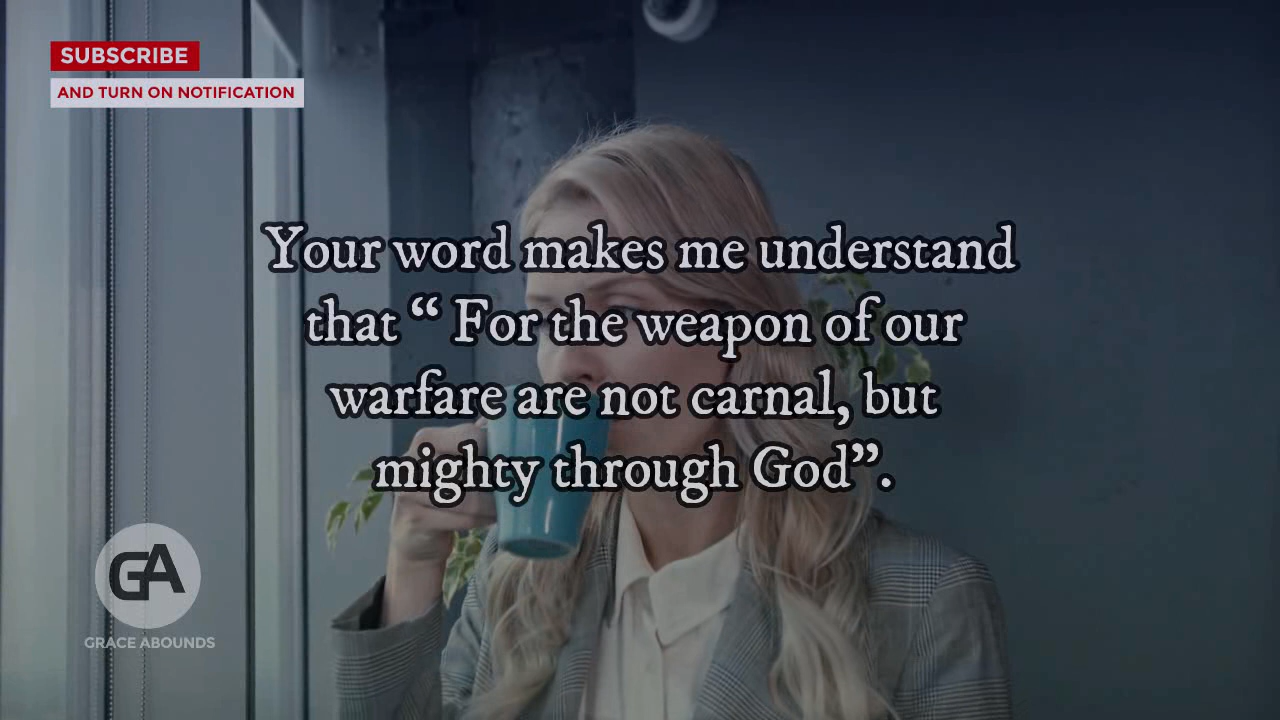 SUBSCRIBE
AND TURN ON NOTIFICATION
Your word makes me understand
that “ For the weapon of our
warfare are not carnal, but
mighty through God”.
GA
GRACE ABOUNDS